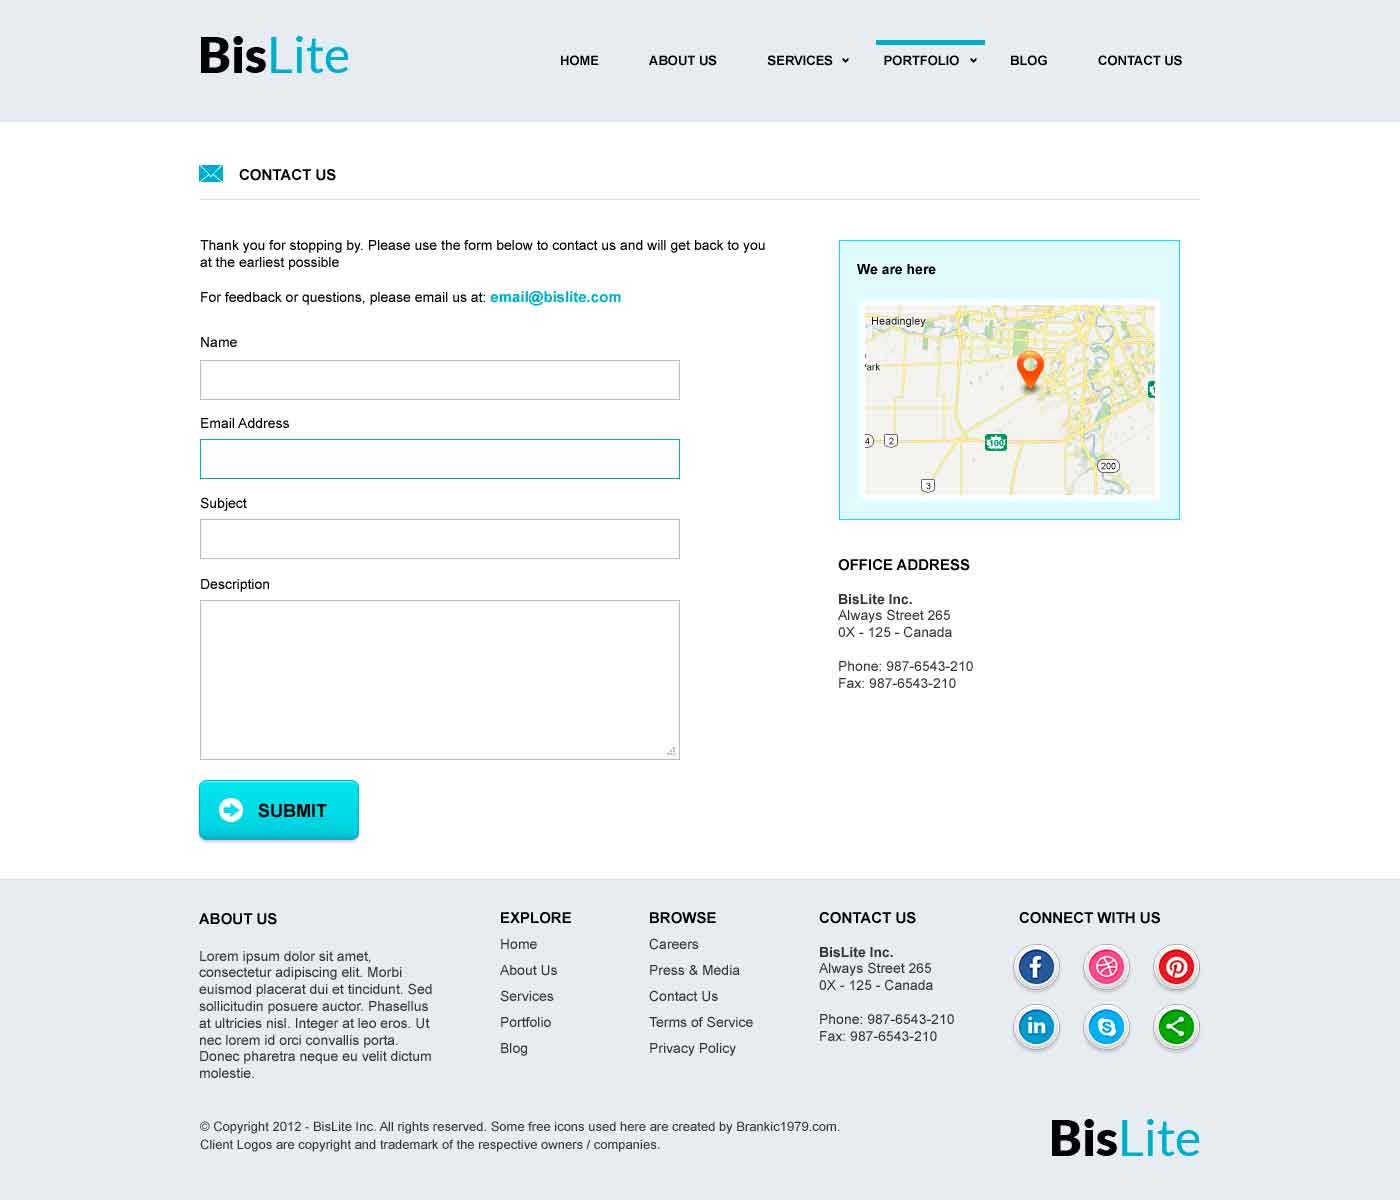 BisLite
HOME ABOUT US SERVICES PORTFOLIO BLOG CONTACT US
CONTACT US
Thank you for stopping by. Please use the form below to contact us and will get back to you
at the earliest possible
For feedback or questions, please email us at: email@bislite.com
Name
Email Address
Subject
Description
SUBMIT
We are here
Headingley
Park
4
2
100
200
3
OFFICE ADDRESS
BisLite Inc.
Always Street 265
0X - 125 - Canada
Phone: 987-6543-210
Fax: 987-6543-210
ABOUT US
Lorem ipsum dolor sit amet,
consectetur adipiscing elit. Morbi
euismod placerat dui et tincidunt. Sed
sollicitudin posuere auctor. Phasellus
at ultricies nisl. Integer at leo eros. Ut
nec lorem id orci convallis porta.
Donec pharetra neque eu velit dictum
molestie.
EXPLORE
Home
About Us
Services
Portfolio
Blog
BROWSE
Careers
Press & Media
Contact Us
Terms of Service
Privacy Policy
CONTACT US
BisLite Inc.
Always Street 265
0X - 125 - Canada
Phone: 987-6543-210
Fax: 987-6543-210
CONNECT WITH US
f
in
S
© Copyright 2012 - BisLite Inc. All rights reserved. Some free icons used here are created by Brankic1979.com.
Client Logos are copyright and trademark of the respective owners / companies.
BisLite